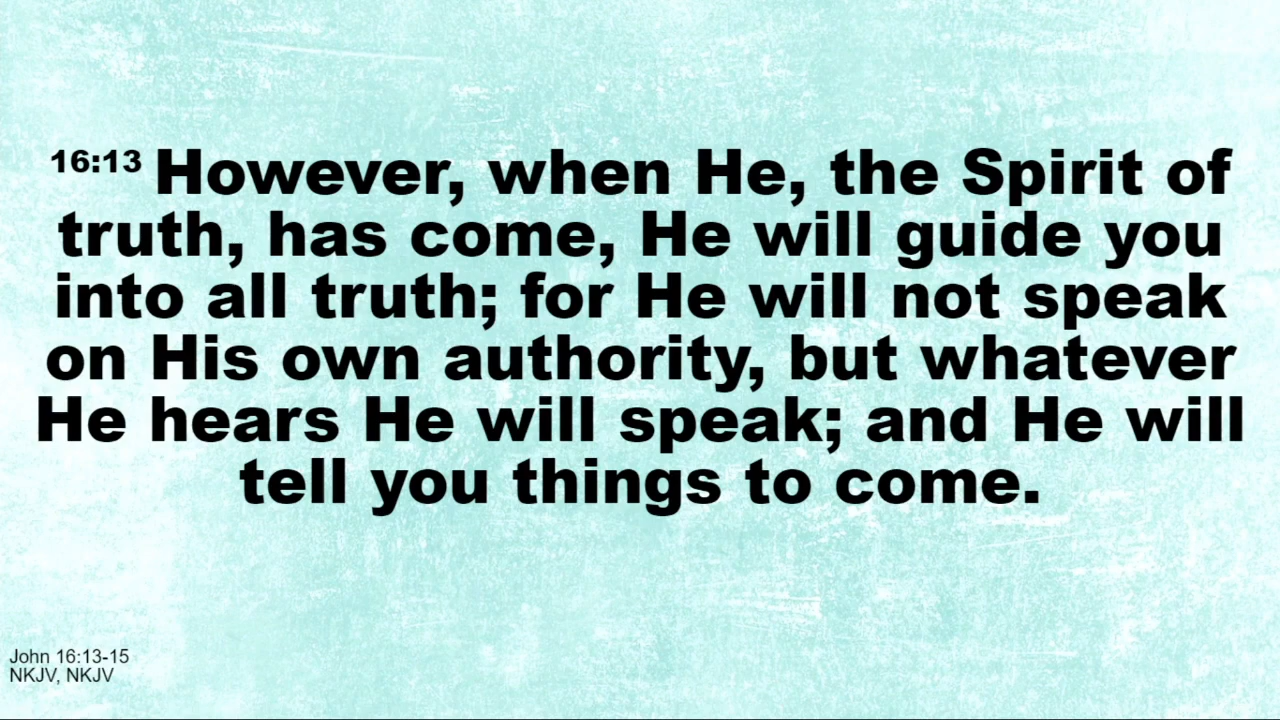 16:13 However, when He, the Spirit of
truth, has come, He will guide you
into all truth; for He will not speak
on His own authority, but whatever
He hears He will speak; and He will
tell you things to come.
John 16:13-15
NKJV, NKJV